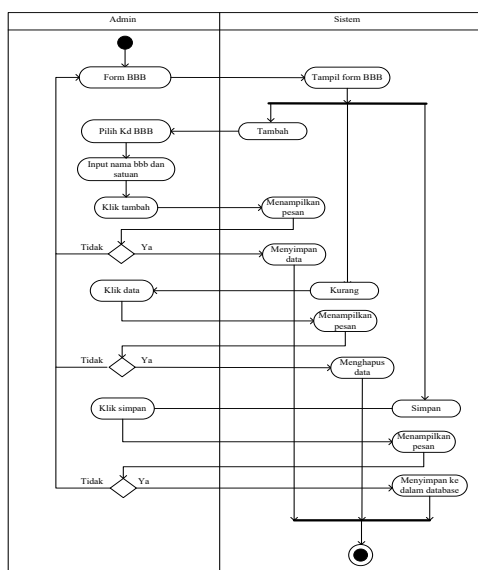 Admin
Sistem
Form BBB
Tampil form BBB
Pilih Kd BBB
Tambah
Input nama bbb dan
satuan
Klik tambah
Menampilkan
pesan
Tidak
Ya
Menyimpan
data
Klik data
Kurang
Menampilkan
pesan
Tidak
Ya
Menghapus
data
Klik simpan
Simpan
Menampilkan
pesan
Tidak
Ya
Menyimpan ke
dalam database